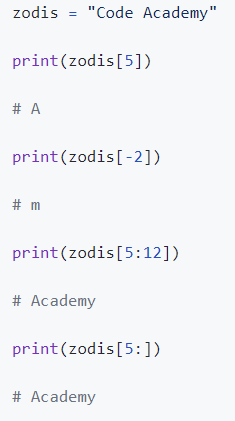 zodis = "Code Academy"
print(zodis[5])
# A
print(zodis[-2])
# m
print(zodis[5:12])
# Academy
print(zodis[5:])
# Academy